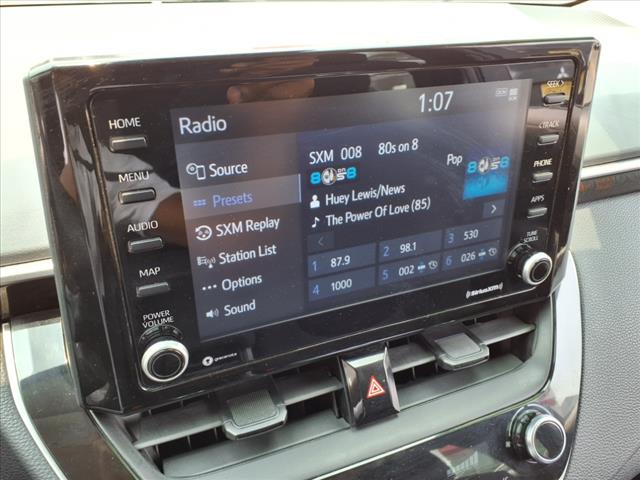 1:07
Radio
HOME
MENU
AUDIO
MAP
POWER
VOLUME
Source
Presets
SXM Replay
Station List
Options
Sound
SXM 008 80s on 8
Pop
Huey Lewis/News
The Power Of Love (85)
1 87.9 2 98.1 3 530
4 1000 5 002 6 026
SEEK>
<TRACK
PHONE
APPS
TUNE
SCROLL
SiriusXM